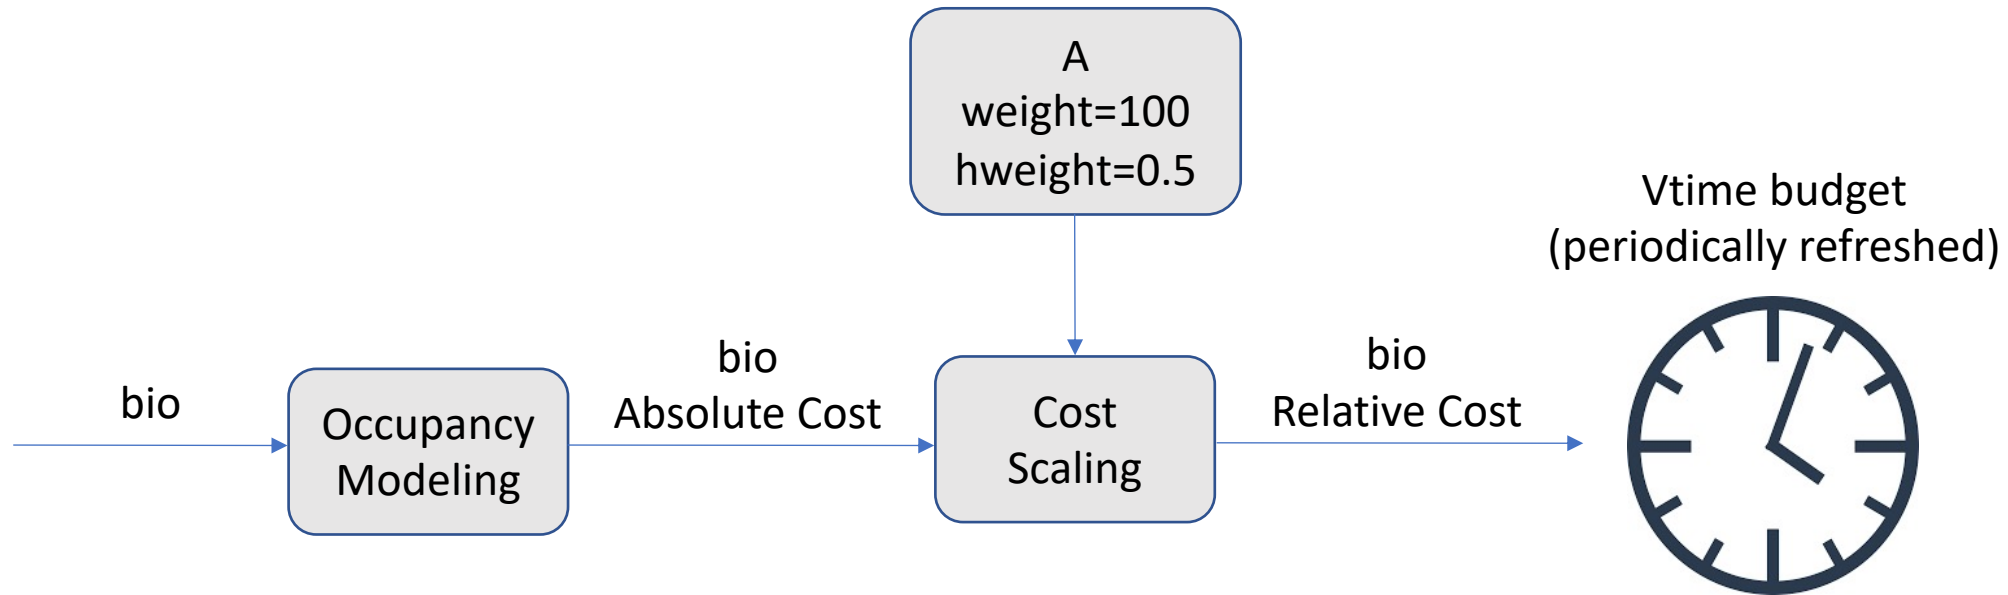 A
weight=100
hweight=0.5
Vtime budget
(periodically refreshed)
bio
Occupancy
Modeling
bio
Absolute Cost
Cost
Scaling
bio
Relative Cost